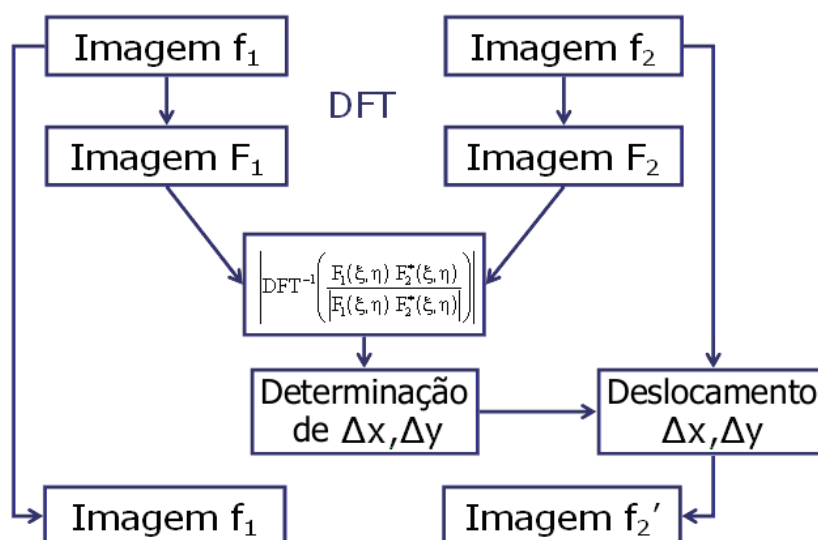 Imagem f₁
Imagem f₂
DFT
Imagem F₁
Imagem F₂
|DFT⁻¹(F₁(ξ,η) F₂*(ξ,η) / |F₁(ξ,η) F₂*(ξ,η)|)|
Determinação
de Δx,Δy
Deslocamento
Δx,Δy
Imagem f₁
Imagem f₂′